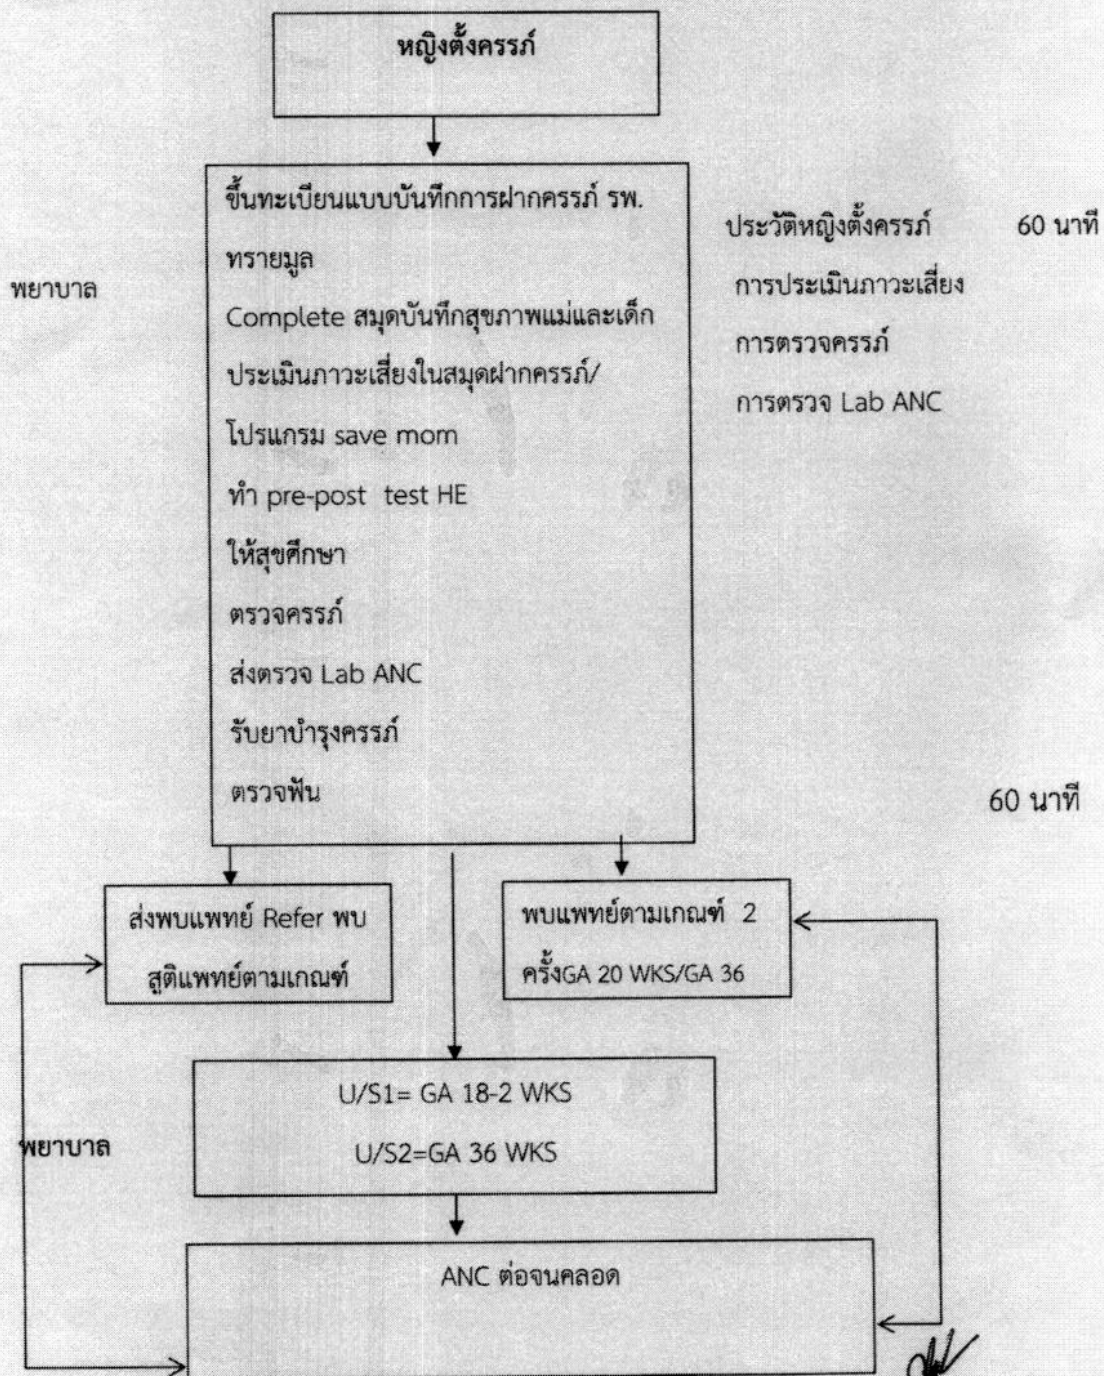 หญิงตั้งครรภ์
ขึ้นทะเบียนแบบบันทึกการฝากครรภ์ รพ.
ทรายมูล
Complete สมุดบันทึกสุขภาพแม่และเด็ก
ประเมินภาวะเสี่ยงในสมุดฝากครรภ์/
โปรแกรม save mom
ทำ pre-post test HE
ให้สุขศึกษา
ตรวจครรภ์
ส่งตรวจ Lab ANC
รับยาบำรุงครรภ์
ตรวจฟัน
พยาบาล
ประวัติหญิงตั้งครรภ์ 60 นาที
การประเมินภาวะเสี่ยง
การตรวจครรภ์
การตรวจ Lab ANC
60 นาที
ส่งพบแพทย์ Refer พบ
สูติแพทย์ตามเกณฑ์
พบแพทย์ตามเกณฑ์ 2
ครั้งGA 20 WKS/GA 36
U/S1= GA 18-2 WKS
U/S2=GA 36 WKS
พยาบาล
ANC ต่อจนคลอด